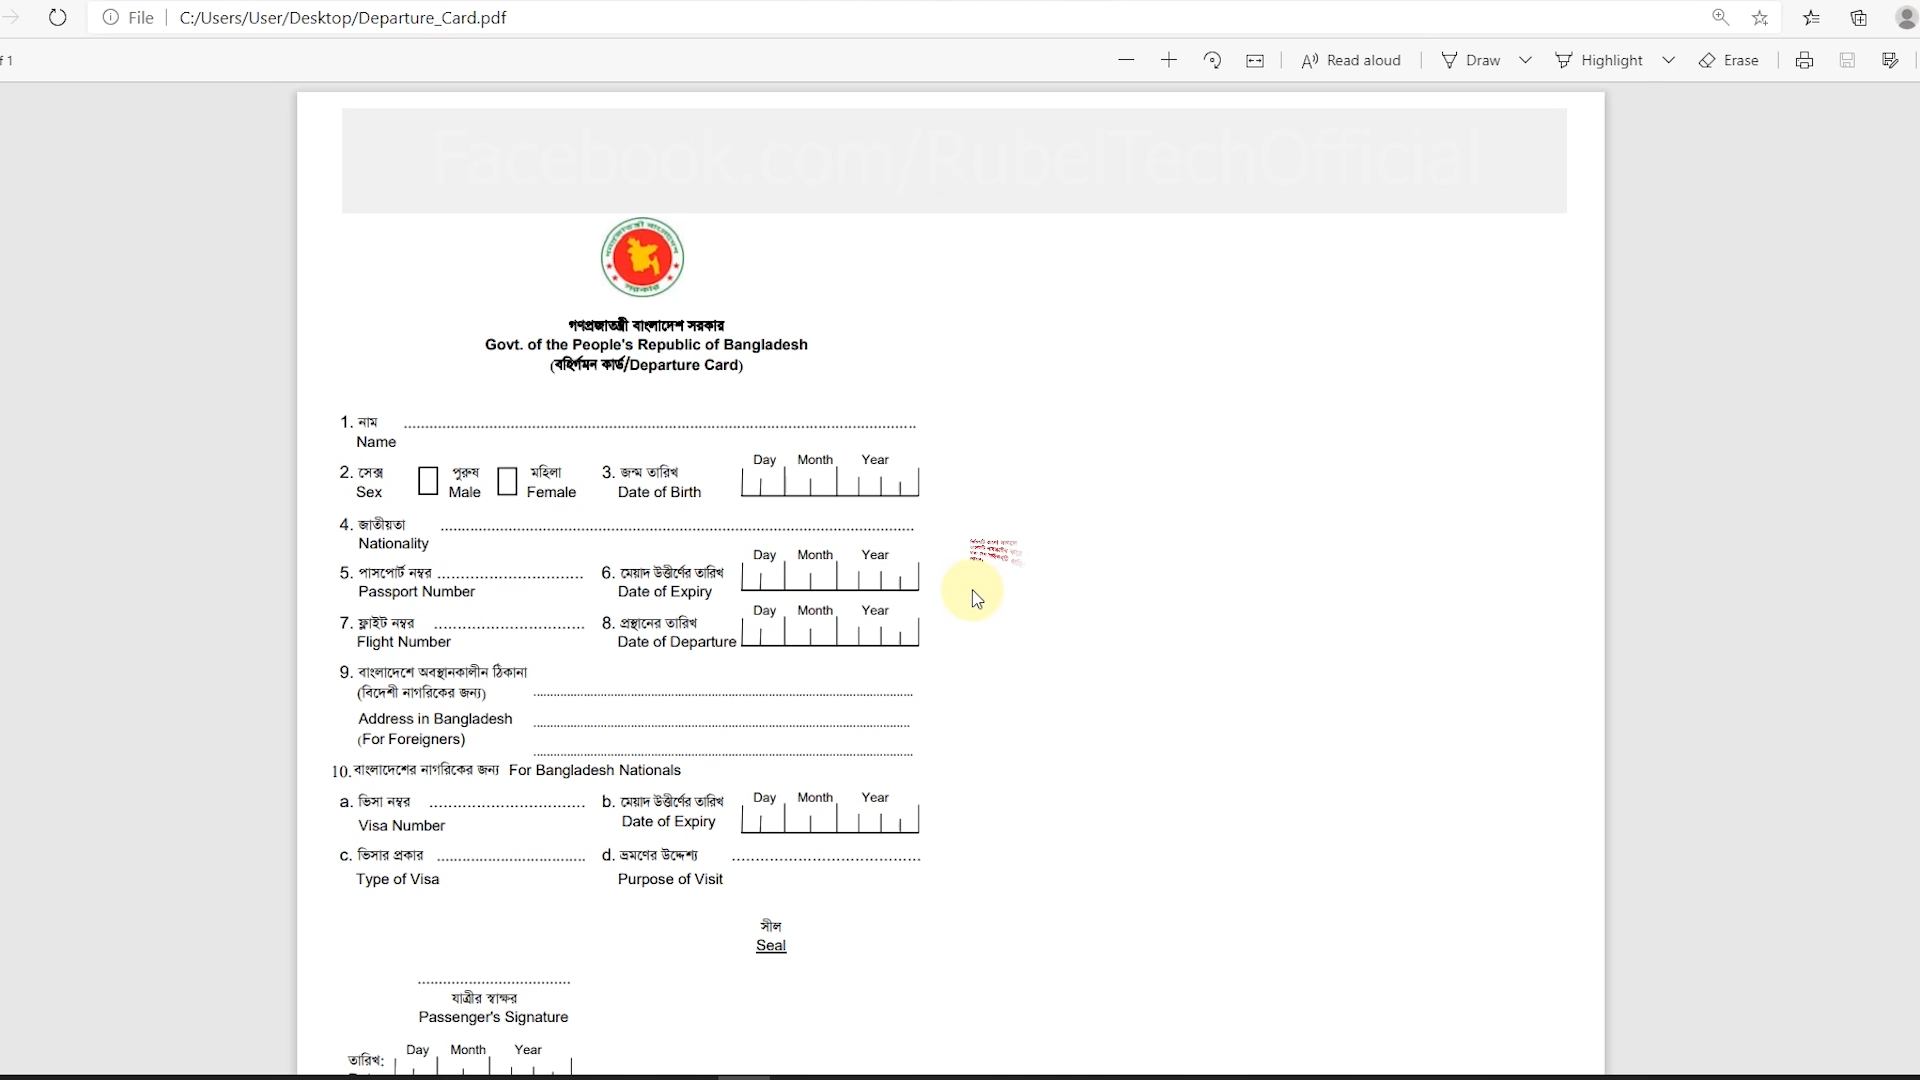 File C:/Users/User/Desktop/Departure_Card.pdf
f 1
Read aloud Draw Highlight Erase
Facebook.com/RubelTechOfficial
গণপ্রজাতন্ত্রী বাংলাদেশ সরকার
Govt. of the People's Republic of Bangladesh
(বহির্গমন কার্ড/Departure Card)
1. নাম ................
Name
Day Month Year
2. সেক্স পুরুষ মহিলা 3. জন্ম তারিখ
Sex Male Female Date of Birth
4. জাতীয়তা ................
Nationality
Day Month Year
5. পাসপোর্ট নম্বর ................ 6. মেয়াদ উত্তীর্ণের তারিখ
Passport Number Date of Expiry
Day Month Year
7. ফ্লাইট নম্বর ................ 8. প্রস্থানের তারিখ
Flight Number Date of Departure
9. বাংলাদেশে অবস্থানকালীন ঠিকানা
(বিদেশী নাগরিকের জন্য) ................
Address in Bangladesh ................
(For Foreigners) ................
10. বাংলাদেশের নাগরিকের জন্য For Bangladesh Nationals
Day Month Year
a. ভিসা নম্বর ................ b. মেয়াদ উত্তীর্ণের তারিখ
Visa Number Date of Expiry
c. ভিসার প্রকার ................ d. ভ্রমণের উদ্দেশ্য ................
Type of Visa Purpose of Visit
সীল
Seal
................
যাত্রীর স্বাক্ষর
Passenger's Signature
Day Month Year
তারিখ: